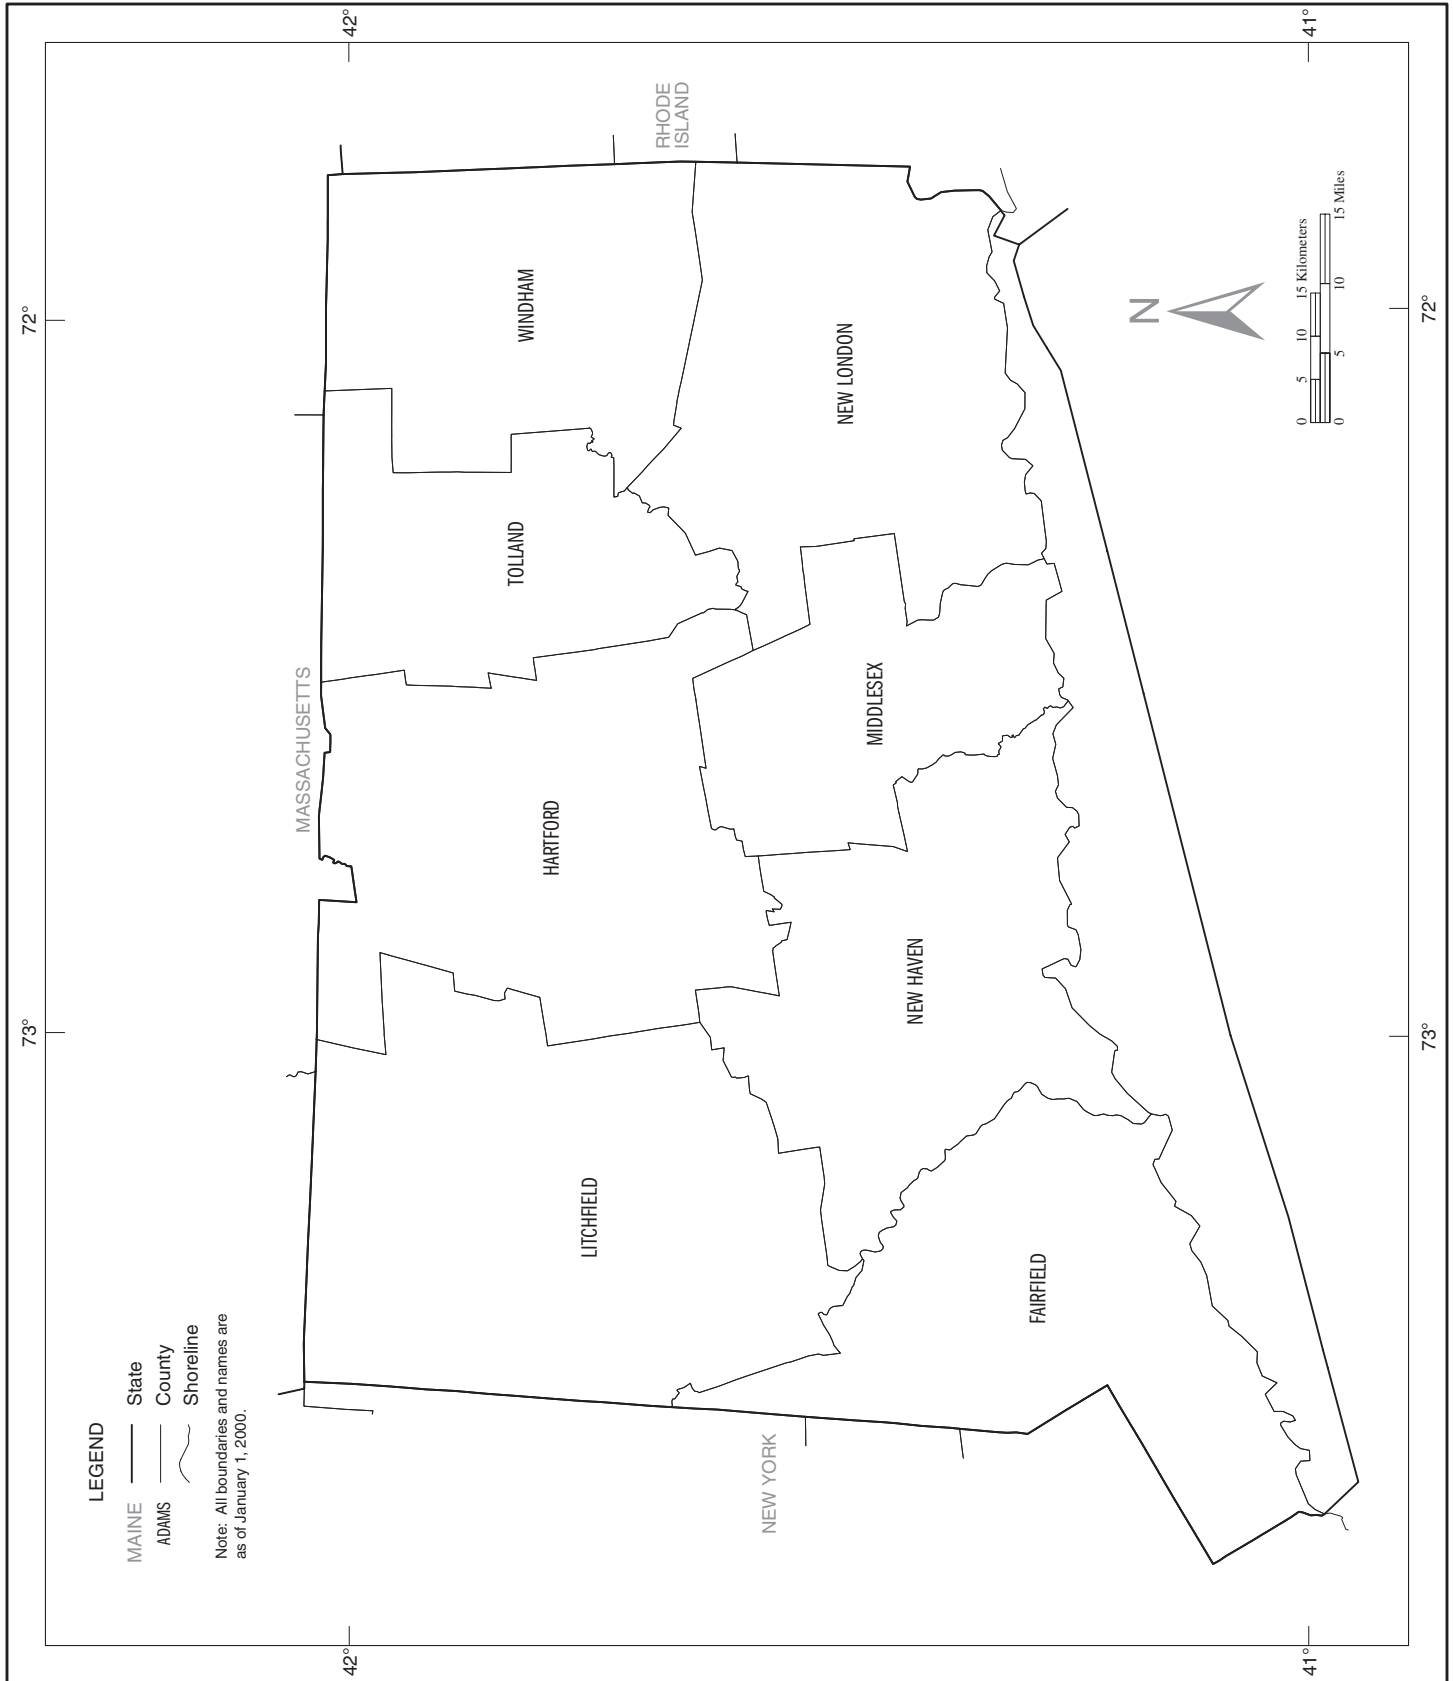 LEGEND
MAINE State
ADAMS County
Shoreline
Note: All boundaries and names are
as of January 1, 2000.
73°
72°
42°
42°
MASSACHUSETTS
LITCHFIELD
HARTFORD
TOLLAND
WINDHAM
RHODE
ISLAND
NEW YORK
FAIRFIELD
NEW HAVEN
MIDDLESEX
NEW LONDON
N
0 5 10 15 Kilometers
0 5 10 15 Miles
41°
41°
73°
72°